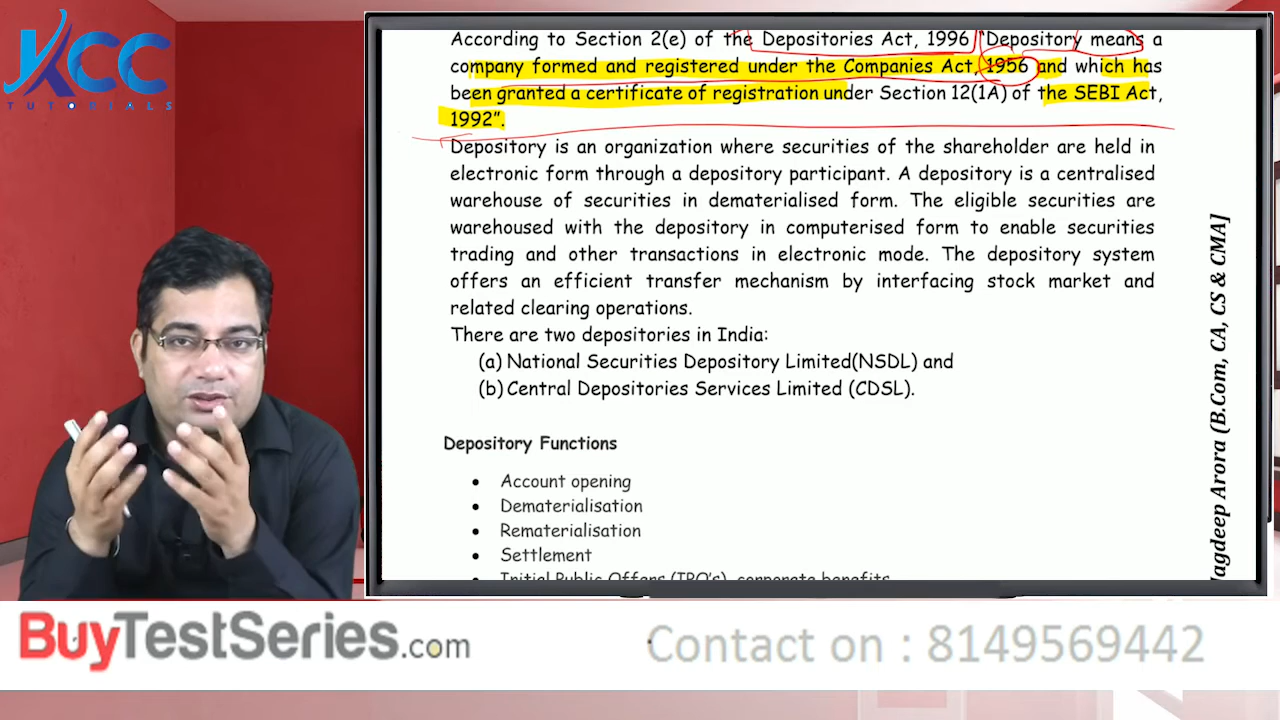 KCC
TUTORIALS
According to Section 2(e) of the Depositories Act, 1996 "Depository means a
company formed and registered under the Companies Act, 1956 and which has
been granted a certificate of registration under Section 12(1A) of the SEBI Act,
1992".
Depository is an organization where securities of the shareholder are held in
electronic form through a depository participant. A depository is a centralised
warehouse of securities in dematerialised form. The eligible securities are
warehoused with the depository in computerised form to enable securities
trading and other transactions in electronic mode. The depository system
offers an efficient transfer mechanism by interfacing stock market and
related clearing operations.
There are two depositories in India:
(a) National Securities Depository Limited(NSDL) and
(b) Central Depositories Services Limited (CDSL).
Depository Functions
• Account opening
• Dematerialisation
• Rematerialisation
• Settlement
• Initial Public Offers (IPO's), corporate benefits
Jagdeep Arora (B.Com, CA, CS & CMA]
BuyTestSeries.com
Contact on : 8149569442